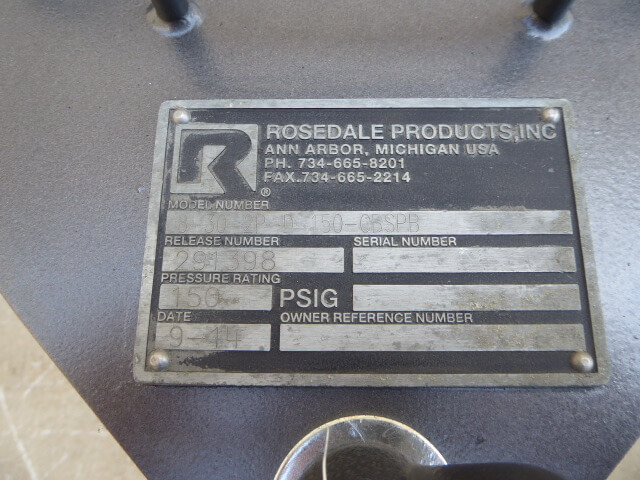 R
ROSEDALE PRODUCTS, INC
ANN ARBOR, MICHIGAN USA
PH. 734-665-8201
FAX.734-665-2214
®
MODEL NUMBER
RELEASE NUMBER
SERIAL NUMBER
PRESSURE RATING
150
PSIG
DATE
OWNER REFERENCE NUMBER